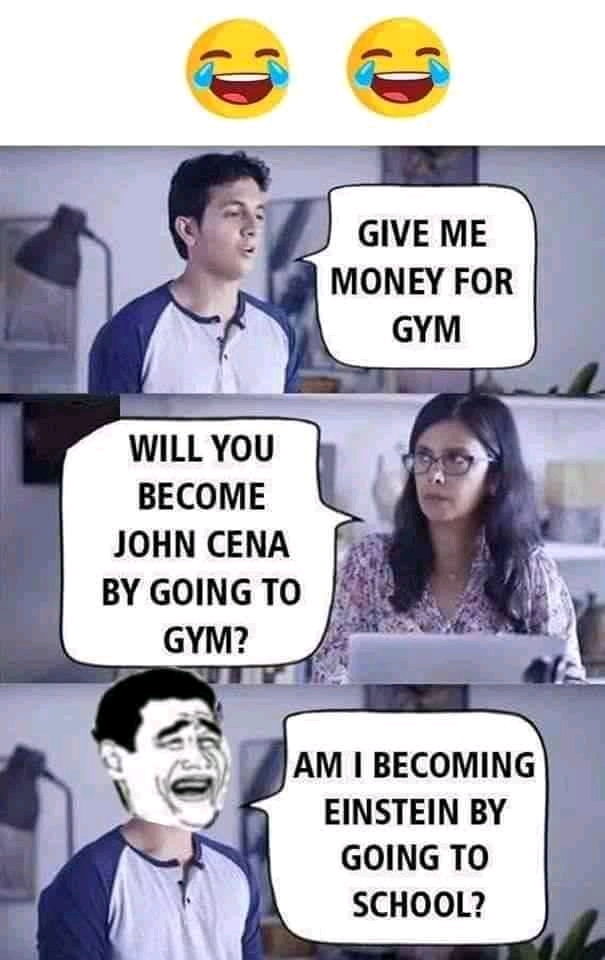 GIVE ME
MONEY FOR
GYM
WILL YOU
BECOME
JOHN CENA
BY GOING TO
GYM?
AM I BECOMING
EINSTEIN BY
GOING TO
SCHOOL?